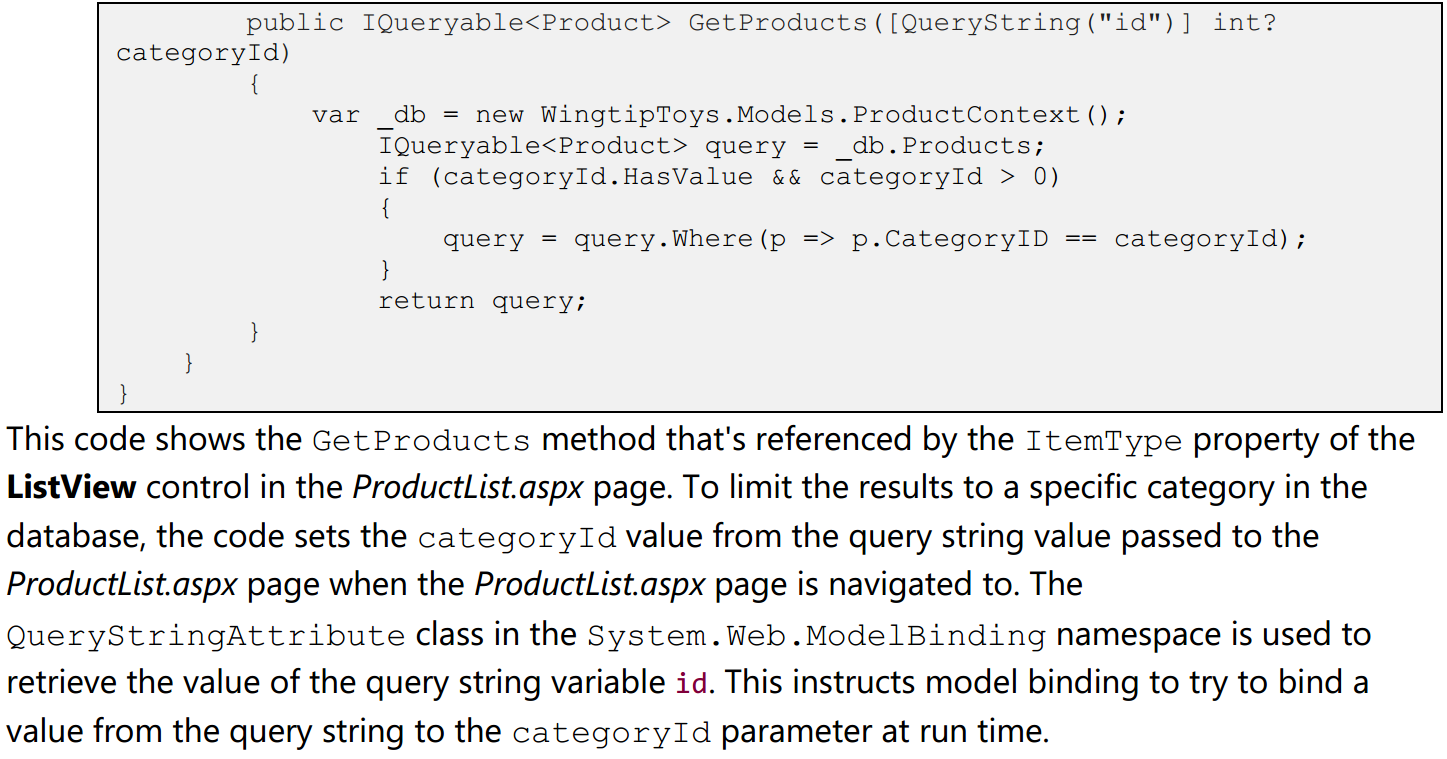 public IQueryable<Product> GetProducts([QueryString("id")] int?
categoryId)
{
var _db = new WingtipToys.Models.ProductContext();
IQueryable<Product> query = _db.Products;
if (categoryId.HasValue && categoryId > 0)
{
query = query.Where(p => p.CategoryID == categoryId);
}
return query;
}
}
}
This code shows the GetProducts method that's referenced by the ItemType property of the
ListView control in the ProductList.aspx page. To limit the results to a specific category in the
database, the code sets the categoryId value from the query string value passed to the
ProductList.aspx page when the ProductList.aspx page is navigated to. The
QueryStringAttribute class in the System.Web.ModelBinding namespace is used to
retrieve the value of the query string variable id. This instructs model binding to try to bind a
value from the query string to the categoryId parameter at run time.